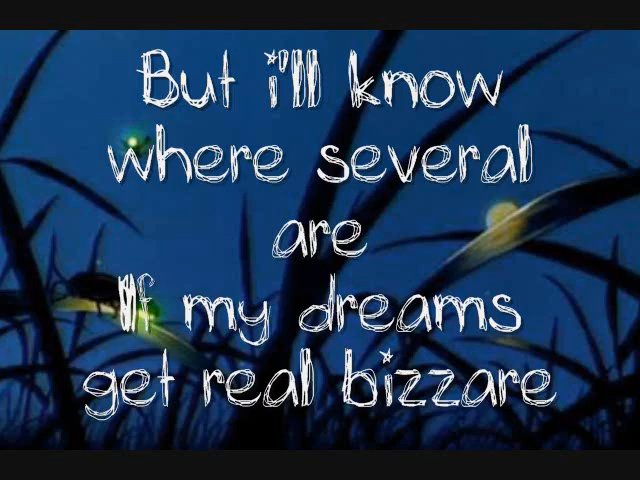 But i'll know
where several
are
If my dreams
get real bizzare